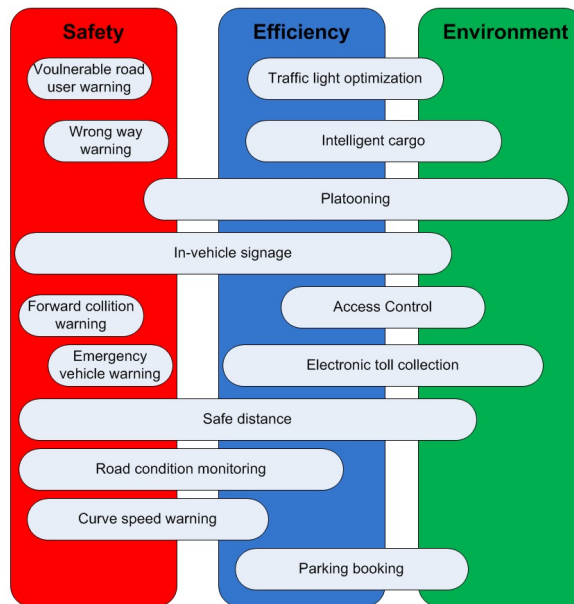 Safety Efficiency Environment
Voulnerable road
user warning
Traffic light optimization
Wrong way
warning
Intelligent cargo
Platooning
In-vehicle signage
Forward collition
warning
Access Control
Emergency
vehicle warning
Electronic toll collection
Safe distance
Road condition monitoring
Curve speed warning
Parking booking